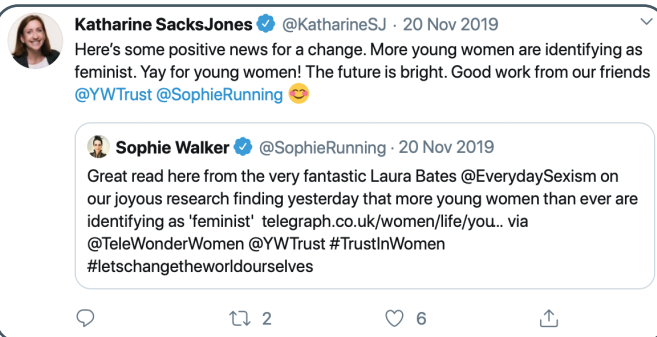 Katharine SacksJones @KatharineSJ · 20 Nov 2019
Here's some positive news for a change. More young women are identifying as
feminist. Yay for young women! The future is bright. Good work from our friends
@YWTrust @SophieRunning 😊
Sophie Walker @SophieRunning · 20 Nov 2019
Great read here from the very fantastic Laura Bates @EverydaySexism on
our joyous research finding yesterday that more young women than ever are
identifying as 'feminist' telegraph.co.uk/women/life/you... via
@TeleWonderWomen @YWTrust #TrustInWomen
#letschangetheworldourselves
2 6